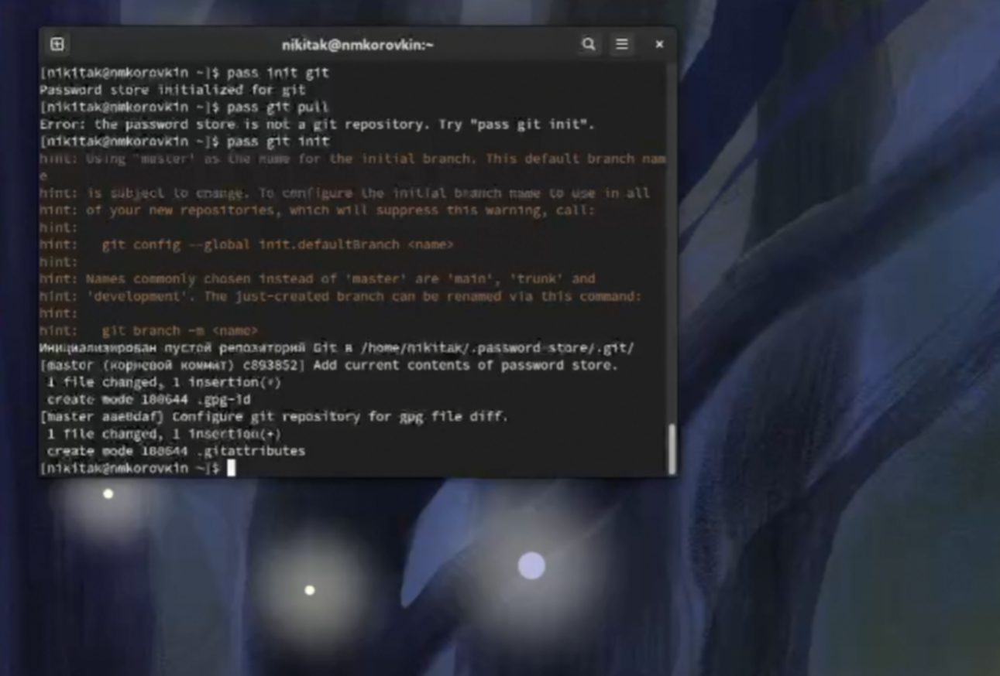 nikitak@nmkorovkin:~
[nikitak@nmkorovkin ~]$ pass init git
Password store initialized for git
[nikitak@nmkorovkin ~]$ pass git pull
Error: the password store is not a git repository. Try "pass git init".
[nikitak@nmkorovkin ~]$ pass git init
hint: Using 'master' as the name for the initial branch. This default branch nam
e
hint: is subject to change. To configure the initial branch name to use in all
hint: of your new repositories, which will suppress this warning, call:
hint:
hint:   git config --global init.defaultBranch <name>
hint:
hint: Names commonly chosen instead of 'master' are 'main', 'trunk' and
hint: 'development'. The just-created branch can be renamed via this command:
hint:
hint:   git branch -m <name>
Инициализирован пустой репозиторий Git в /home/nikitak/.password-store/.git/
[master (корневой коммит) c893852] Add current contents of password store.
 1 file changed, 1 insertion(+)
 create mode 100644 .gpg-id
[master aae8daf] Configure git repository for gpg file diff.
 1 file changed, 1 insertion(+)
 create mode 100644 .gitattributes
[nikitak@nmkorovkin ~]$